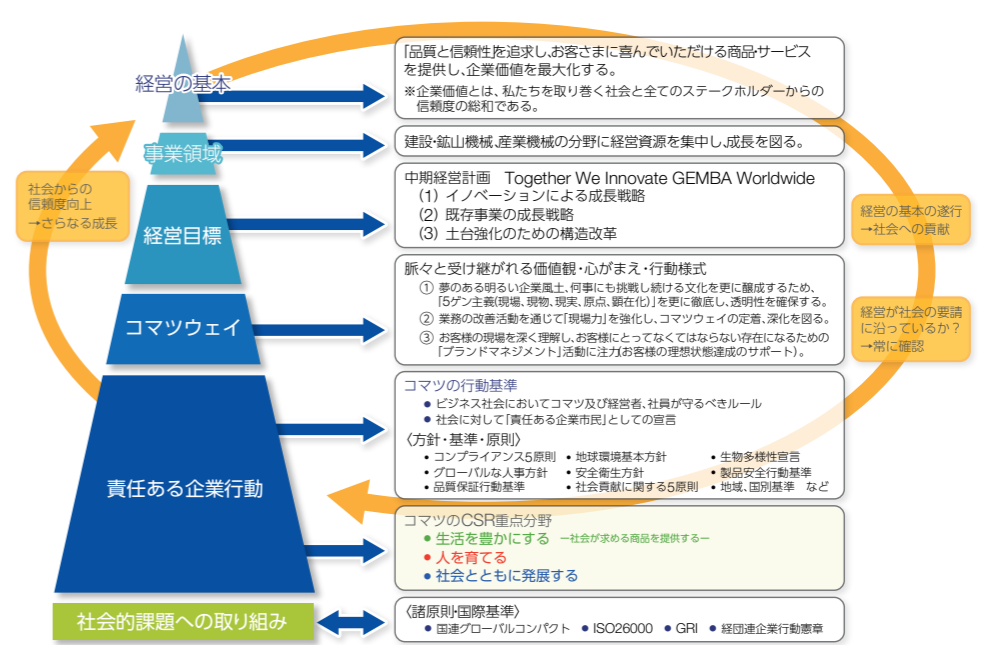 経営の基本
「品質と信頼性」を追求し、お客さまに喜んでいただける商品・サービス
を提供し、企業価値を最大化する。
※企業価値とは、私たちを取り巻く社会と全てのステークホルダーからの
信頼度の総和である。
事業領域
建設・鉱山機械、産業機械の分野に経営資源を集中し、成長を図る。
社会からの
信頼度向上
→さらなる成長
経営目標
中期経営計画 Together We Innovate GEMBA Worldwide
(1) イノベーションによる成長戦略
(2) 既存事業の成長戦略
(3) 土台強化のための構造改革
経営の基本の遂行
→社会への貢献
コマツウェイ
脈々と受け継がれる価値観・心がまえ・行動様式
① 夢のある明るい企業風土、何事にも挑戦し続ける文化を更に醸成するため、
「5ゲン主義(現場、現物、現実、原点、顕在化)」を更に徹底し、透明性を確保する。
② 業務の改善活動を通じて「現場力」を強化し、コマツウェイの定着、深化を図る。
③ お客様の現場を深く理解し、お客様にとってなくてはならない存在になるための
「ブランドマネジメント」活動に注力(お客様の理想状態達成のサポート)。
経営が社会の要請
に沿っているか?
→常に確認
責任ある企業行動
コマツの行動基準
● ビジネス社会においてコマツ及び経営者、社員が守るべきルール
● 社会に対して「責任ある企業市民」としての宣言
〈方針・基準・原則〉
• コンプライアンス5原則 • 地球環境基本方針 • 生物多様性宣言
• グローバルな人事方針 • 安全衛生方針 • 製品安全行動基準
• 品質保証行動基準 • 社会貢献に関する5原則 • 地域、国別基準 など
コマツのCSR重点分野
● 生活を豊かにする ー社会が求める商品を提供するー
● 人を育てる
● 社会とともに発展する
社会的課題への取り組み
〈諸原則・国際基準〉
● 国連グローバルコンパクト ● ISO26000 ● GRI ● 経団連企業行動憲章